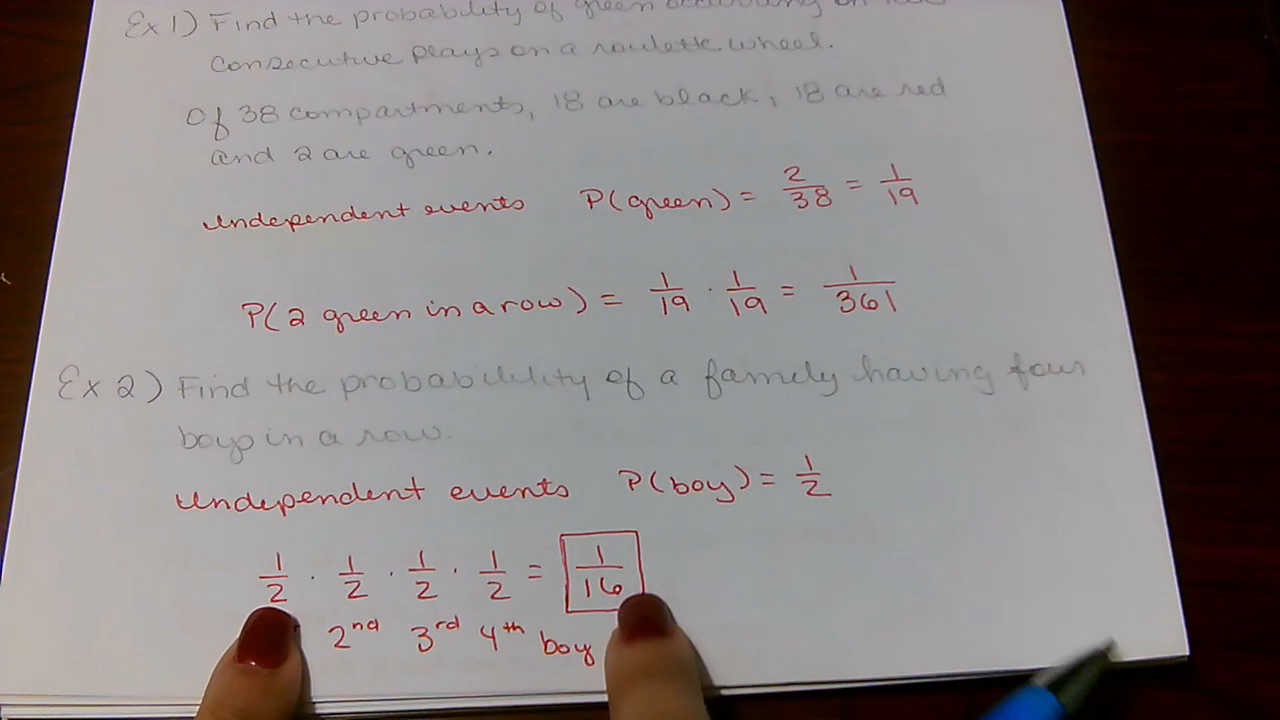 Ex 1) Find the probability of green occurring on
consecutive plays on a roulette wheel.
Of 38 compartments, 18 are black, 18 are red
and 2 are green.
independent events P(green) = 2/38 = 1/19
P(2 green in a row) = 1/19 · 1/19 = 1/361
Ex 2) Find the probabilility of a family having four
boys in a row.
independent events P(boy) = 1/2
1/2 · 1/2 · 1/2 · 1/2 = 1/16
2nd 3rd 4th boy